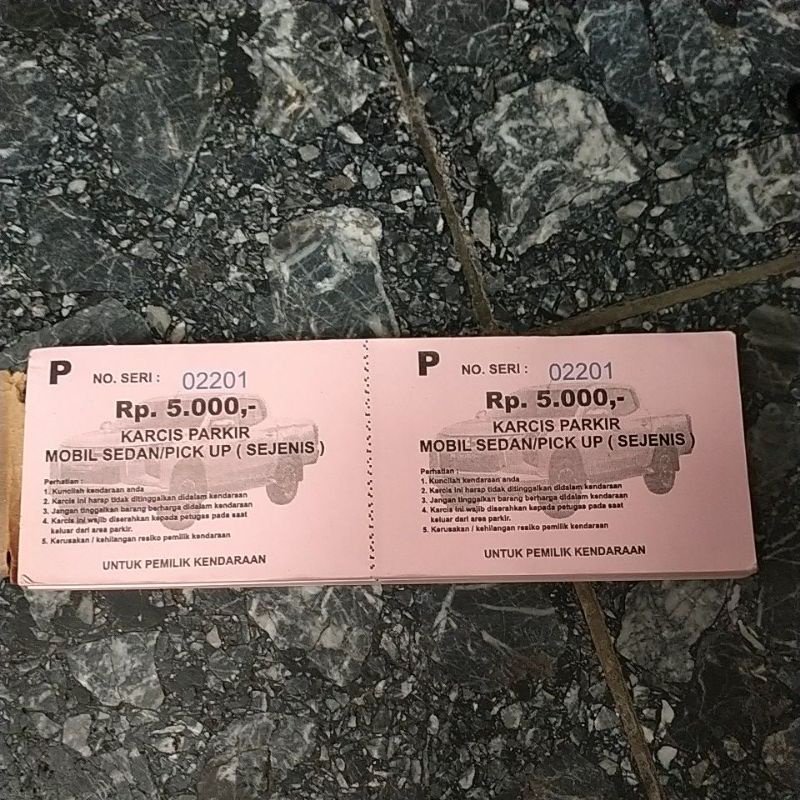 P NO. SERI : 02201
Rp. 5.000,-
KARCIS PARKIR
MOBIL SEDAN/PICK UP ( SEJENIS )
Perhatian :
1. Kuncilah kendaraan anda
2. Karcis ini harap tidak ditinggalkan didalam kendaraan
3. Jangan tinggalkan barang berharga didalam kendaraan
4. Karcis ini wajib diserahkan kepada petugas pada saat
keluar dari area parkir.
5. Kerusakan / kehilangan resiko pemilik kendaraan
UNTUK PEMILIK KENDARAAN
P NO. SERI : 02201
Rp. 5.000,-
KARCIS PARKIR
MOBIL SEDAN/PICK UP ( SEJENIS )
Perhatian :
1. Kuncilah kendaraan anda
2. Karcis ini harap tidak ditinggalkan didalam kendaraan
3. Jangan tinggalkan barang berharga didalam kendaraan
4. Karcis ini wajib diserahkan kepada petugas pada saat
keluar dari area parkir.
5. Kerusakan / kehilangan resiko pemilik kendaraan
UNTUK PEMILIK KENDARAAN